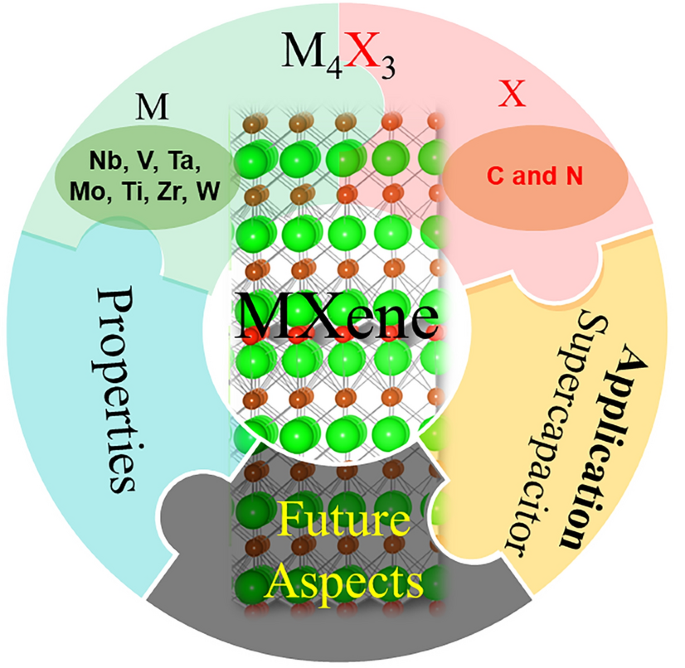 M₄X₃
M
X
Nb, V, Ta,
Mo, Ti, Zr, W
C and N
MXene
Properties
Application
Supercapacitor
Future
Aspects